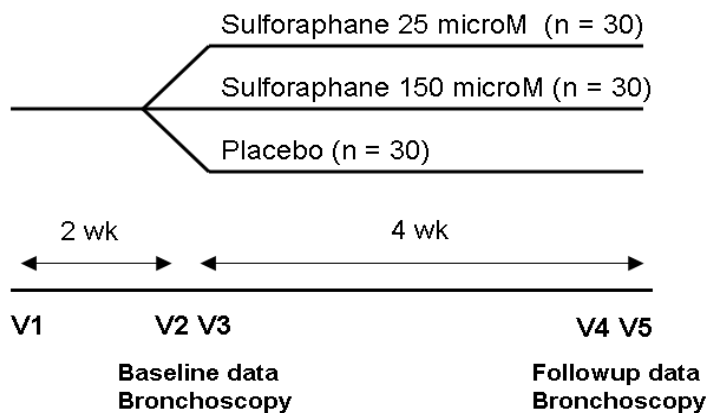 Sulforaphane 25 microM (n = 30)
Sulforaphane 150 microM (n = 30)
Placebo (n = 30)
2 wk 4 wk
V1 V2 V3 V4 V5
Baseline data Followup data
Bronchoscopy Bronchoscopy